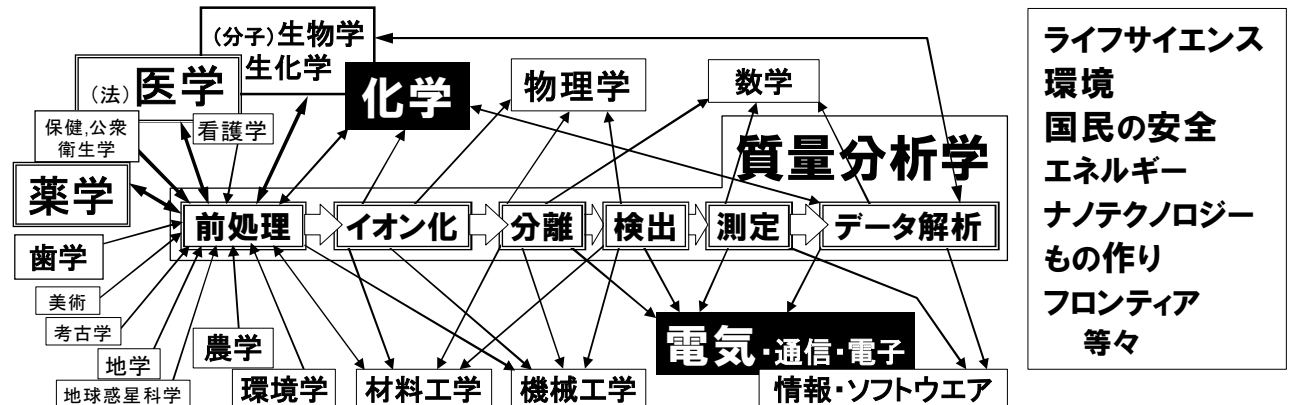 (分子)生物学
生化学
(法)医学
化学
物理学
数学
保健,公衆
衛生学
看護学
質量分析学
薬学
前処理
イオン化
分離
検出
測定
データ解析
歯学
美術
考古学
地学
地球惑星科学
農学
環境学
材料工学
機械工学
電気・通信・電子
情報・ソフトウエア
ライフサイエンス
環境
国民の安全
エネルギー
ナノテクノロジー
もの作り
フロンティア
等々